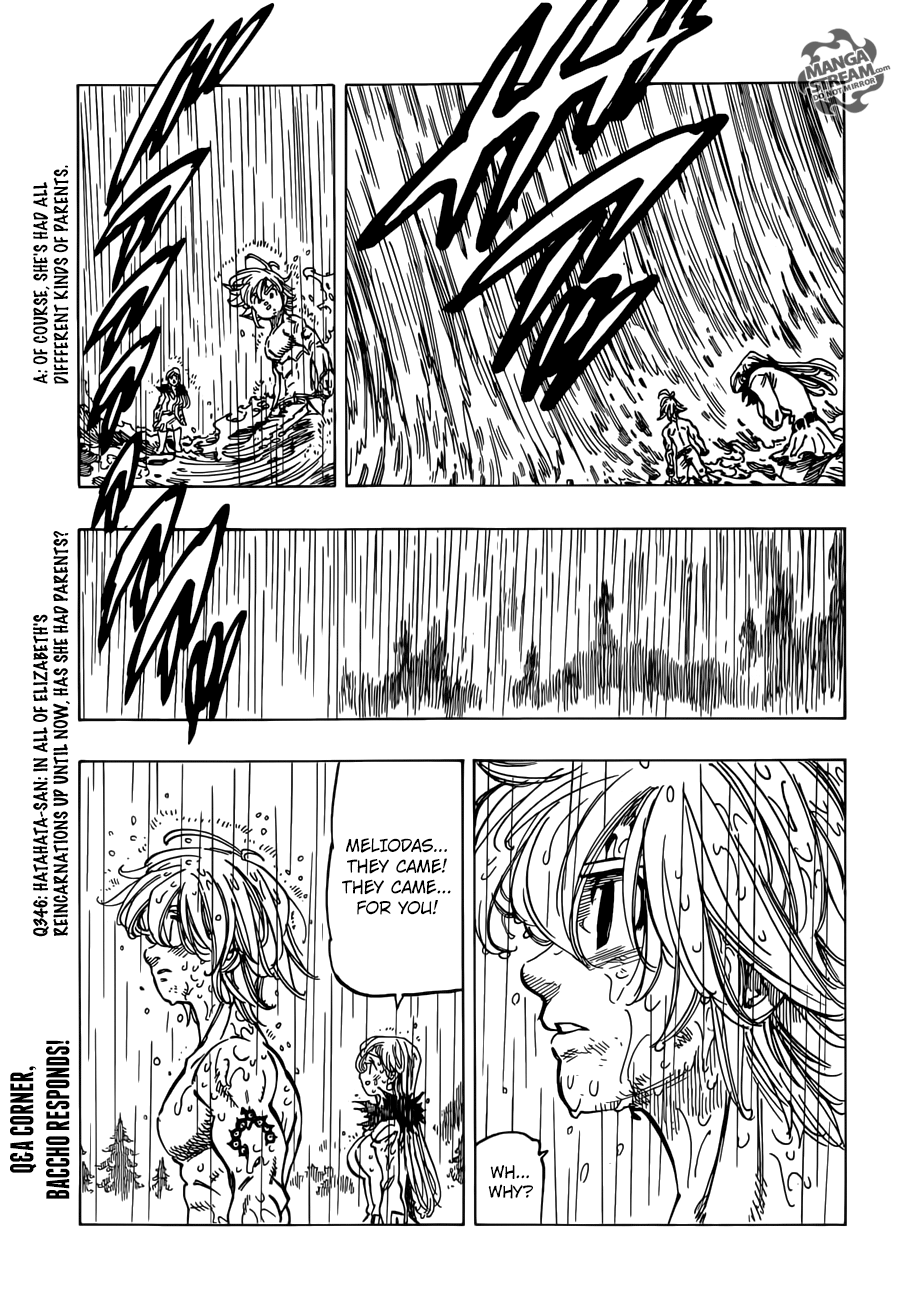 MANGA
STREAM.com
DO NOT MIRROR
MELIODAS...
THEY CAME!
THEY CAME...
FOR YOU!
WH...
WHY?
Q&A CORNER,
BACCHO RESPONDS!
Q346: HATAHATA-SAN: IN ALL OF ELIZABETH'S
REINCARNATIONS UP UNTIL NOW, HAS SHE HAD PARENTS?
A: OF COURSE, SHE'S HAD ALL
DIFFFERENT KINDS OF PARENTS.